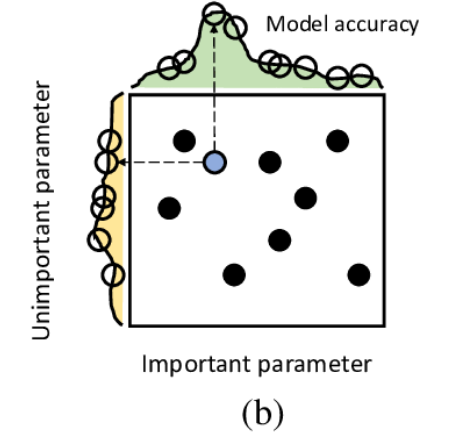 Model accuracy
Unimportant parameter
Important parameter
(b)